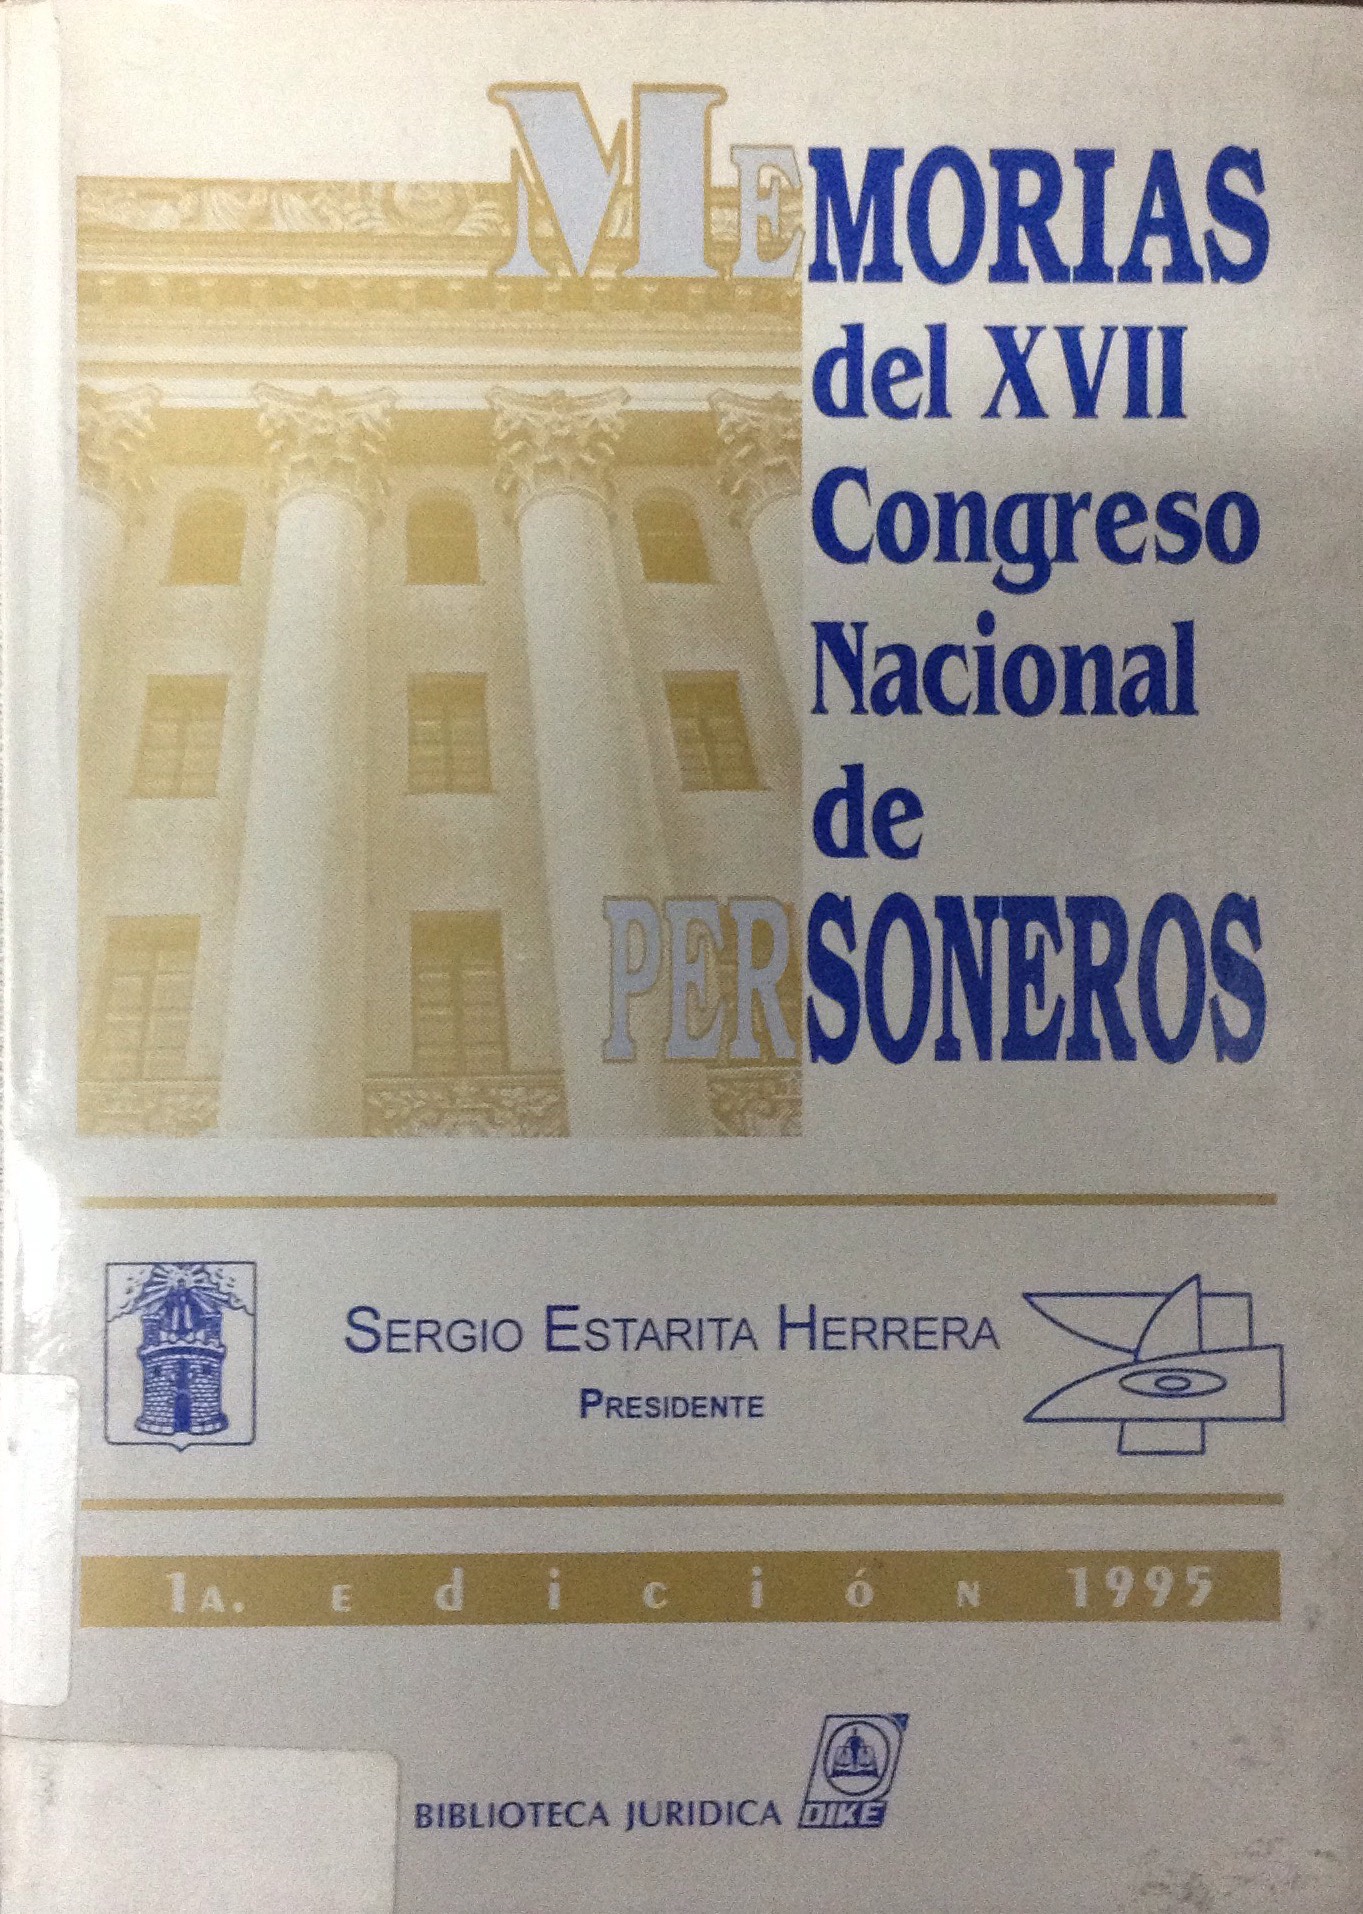 MEMORIAS
del XVII
Congreso
Nacional
de
PERSONEROS
SERGIO ESTARITA HERRERA
PRESIDENTE
1A. Edición 1995
BIBLIOTECA JURIDICA DIKE